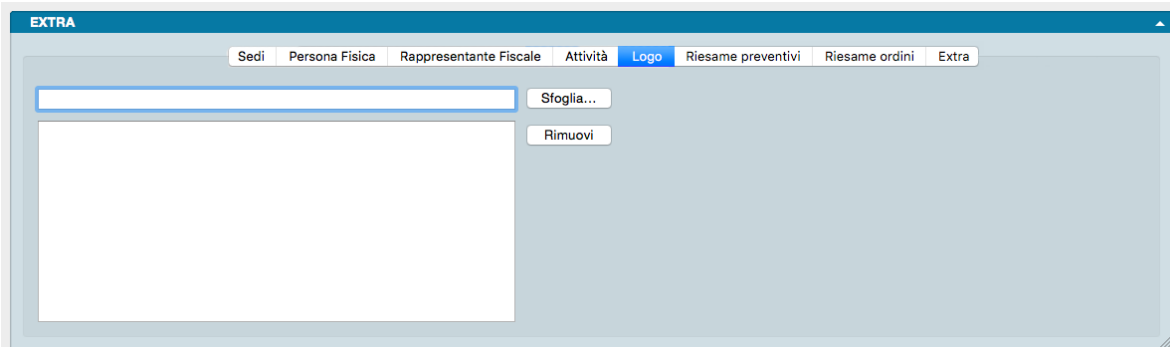 EXTRA
Sedi Persona Fisica Rappresentante Fiscale Attività Logo Riesame preventivi Riesame ordini Extra
Sfoglia...
Rimuovi